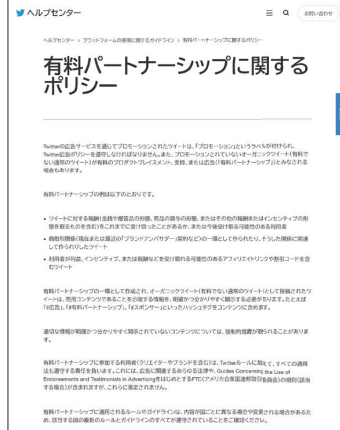 ヘルプセンター
お問い合わせ
ヘルプセンター > プラットフォームの使用に関するガイドライン > 有料パートナーシップに関するポリシー
有料パートナーシップに関する
ポリシー
Twitterの広告サービスを通じてプロモーションされたツイートは、「プロモーション」というラベルが付けられ、
Twitter広告ポリシーを遵守しなければなりません。また、プロモーションされていないオーガニックツイート(有料で
ない通常のツイート)が有料のプロダクトプレイスメント、支持、または広告(「有料パートナーシップ」)とみなされる
場合もあります。
有料パートナーシップの例は以下のとおりです。
• ツイートに対する報酬(金銭や贈答品の形態、商品の貸与の形態、またはその他の報酬またはインセンティブの形
態を取るものを含む)をこれまでに受け取ったことがあるか、または今後受け取る可能性のある利用者
• 商取引関係(現在または最近の「ブランドアンバサダー」契約など)の一環として作られたり、そうした関係に関連
して作られたりしたツイート
• 利用者が利益、インセンティブ、または報酬などを受け取れる可能性のあるアフィリエイトリンクや割引コードを含
むツイート
有料パートナーシップの一環として作成され、オーガニックツイート(有料でない通常のツイート)として投稿されたツ
イートは、商用コンテンツであることを示唆する情報を、明確かつ分かりやすく開示する必要があります。たとえば
「#広告」、「#有料パートナーシップ」、「#スポンサー」といったハッシュタグをコンテンツに含めます。
適切な情報が明確かつ分かりやすく開示されていないコンテンツについては、強制的措置が取られることがありま
す。
有料パートナーシップに参加する利用者(クリエイターやブランドを含む)は、Twitterルールに加えて、すべての適用
法も遵守する責任を負います。これには、広告に関連するあらゆる法律や、Guides Concerning the Use of
Endorsements and Testimonials in AdvertisingをはじめとするFTC(アメリカ合衆国連邦取引委員会)の規則(該当
する場合)が含まれますが、これらに限定されません。
有料パートナーシップに適用されるルールやガイドラインは、内容が国ごとに異なる場合や変更される場合があるた
め、該当する国の最新のルールとガイドラインのすべてが遵守されていることをご確認ください。